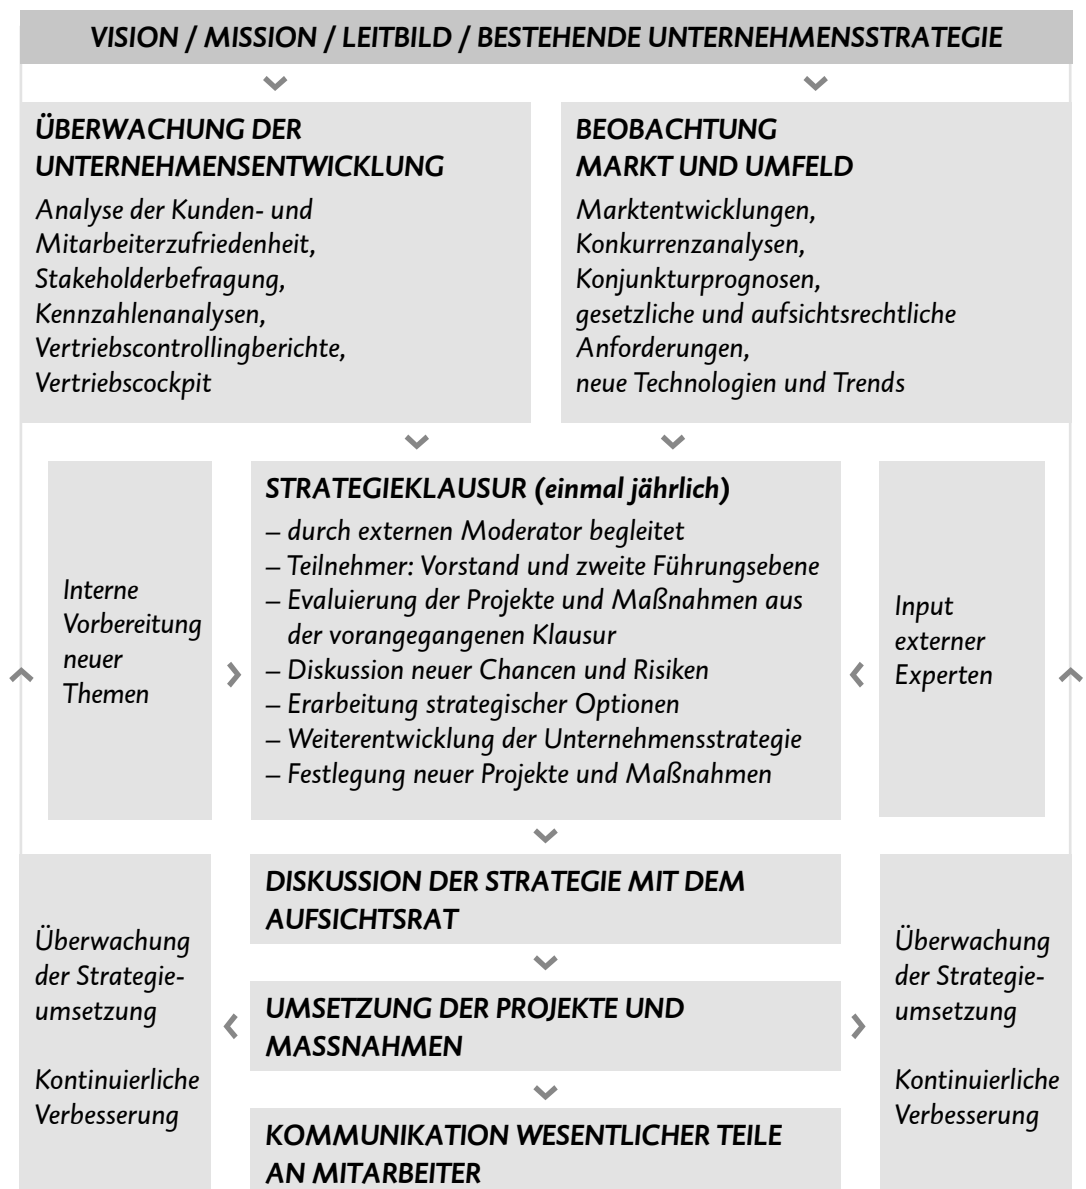 VISION / MISSION / LEITBILD / BESTEHENDE UNTERNEHMENSSTRATEGIE
ÜBERWACHUNG DER
UNTERNEHMENSENTWICKLUNG
Analyse der Kunden- und
Mitarbeiterzufriedenheit,
Stakeholderbefragung,
Kennzahlenanalysen,
Vertriebscontrollingberichte,
Vertriebscockpit
BEOBACHTUNG
MARKT UND UMFELD
Marktentwicklungen,
Konkurrenzanalysen,
Konjunkturprognosen,
gesetzliche und aufsichtsrechtliche
Anforderungen,
neue Technologien und Trends
Interne
Vorbereitung
neuer
Themen
STRATEGIEKLAUSUR (einmal jährlich)
– durch externen Moderator begleitet
– Teilnehmer: Vorstand und zweite Führungsebene
– Evaluierung der Projekte und Maßnahmen aus
der vorangegangenen Klausur
– Diskussion neuer Chancen und Risiken
– Erarbeitung strategischer Optionen
– Weiterentwicklung der Unternehmensstrategie
– Festlegung neuer Projekte und Maßnahmen
Input
externer
Experten
Überwachung
der Strategie-
umsetzung
Kontinuierliche
Verbesserung
DISKUSSION DER STRATEGIE MIT DEM
AUFSICHTSRAT
UMSETZUNG DER PROJEKTE UND
MASSNAHMEN
KOMMUNIKATION WESENTLICHER TEILE
AN MITARBEITER
Überwachung
der Strategie-
umsetzung
Kontinuierliche
Verbesserung